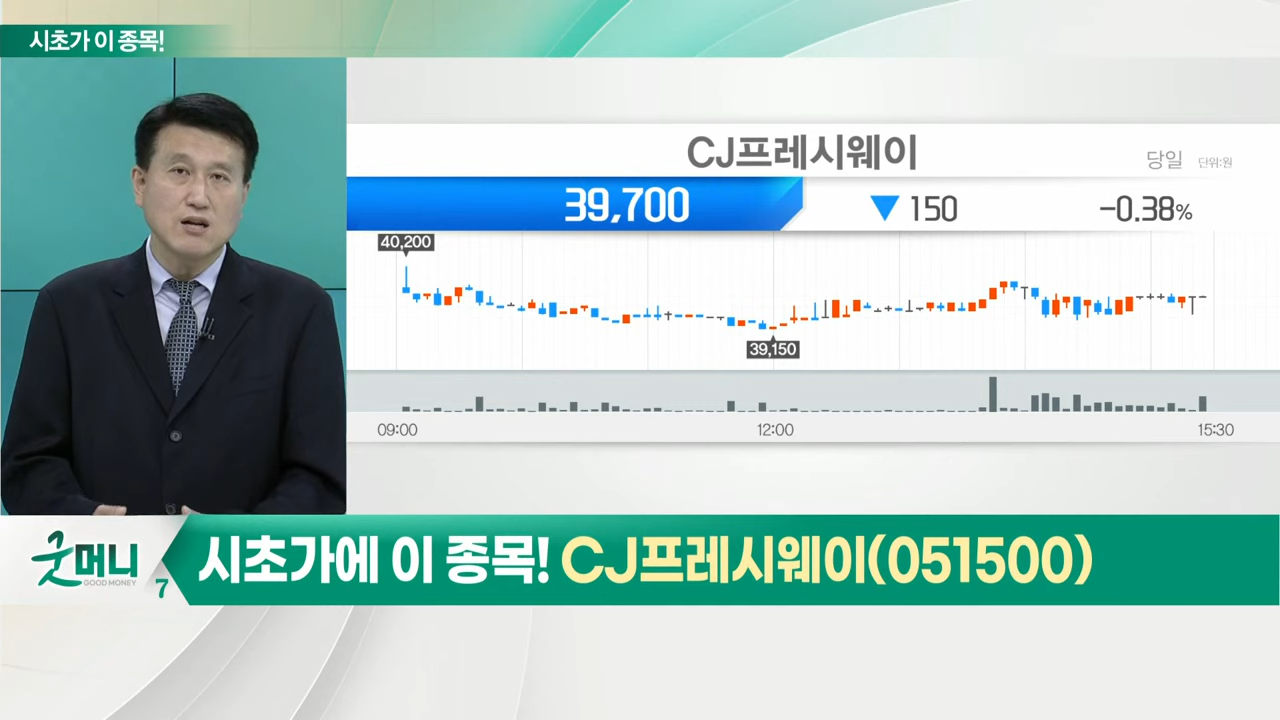 시초가 이 종목!
CJ프레시웨이
당일 단위:원
39,700 ▼ 150 -0.38%
40,200
39,150
09:00 12:00 15:30
굿머니 GOOD MONEY 7
시초가에 이 종목! CJ프레시웨이(051500)